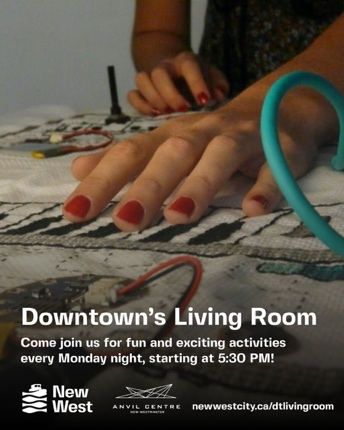 Downtown's Living Room
Come join us for fun and exciting activities
every Monday night, starting at 5:30 PM!
New
West
ANVIL CENTRE
NEW WESTMINSTER
newwestcity.ca/dtlivingroom